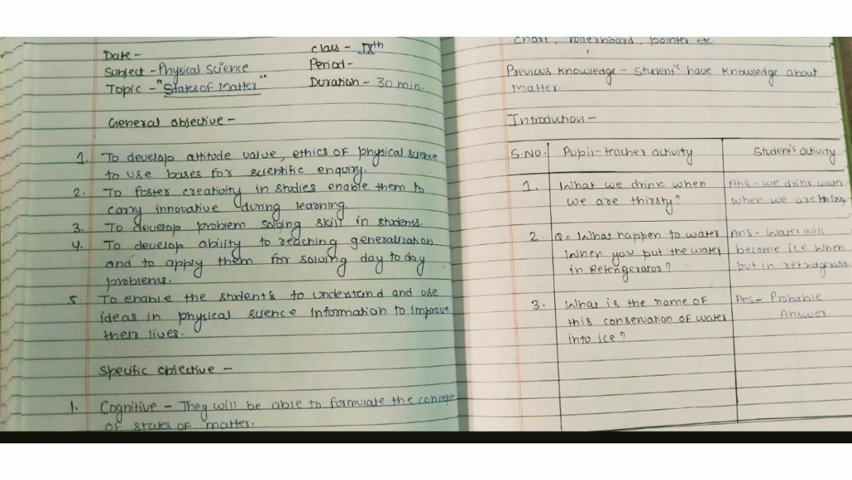 Date -
class - IXth
Subject - Physical Science
Period -
Topic - "States of Matter"
Duration - 30 min.
General objective -
1. To develop attitude value, ethics of physical science
to use bases for scientific enquiry.
2. To foster creativity in studies enable them to
carry innovative during learning.
3. To develop problem solving skill in students.
4. To develop ability to reaching generalization
and to apply them for solving day to day
problems.
5. To enable the student's to understand and use
ideas in physical science information to improve
their lives.
Specific objective -
1. Cognitive - They will be able to formulate the concept
of states of matter.
chart, rollerboard, pointer etc
Previous Knowledge - Student's have Knowledge about
matter.
Introduction -
S.NO. Pupil-teacher activity Student's activity
1. What we drink when Ans - we drink water
we are thirsty? when we are thirsty
2 Q= What happen to water Ans - Water will
When you put the water become ice when
in Refrigerator? but in refridgrator
3. What is the name of Ans - Probable
this conservation of water Answer
into ice?